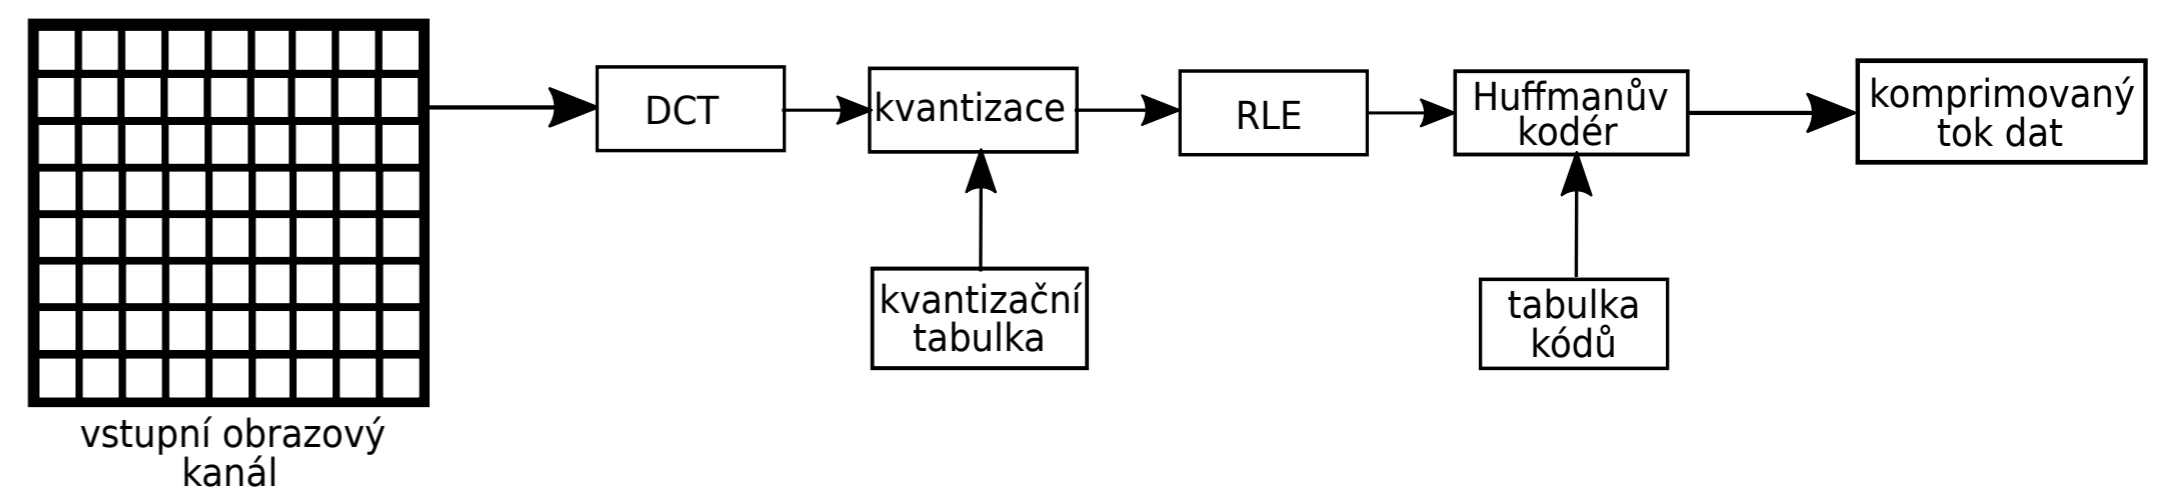 DCT
kvantizace
RLE
Huffmanův
kodér
komprimovaný
tok dat
kvantizační
tabulka
tabulka
kódů
vstupní obrazový
kanál